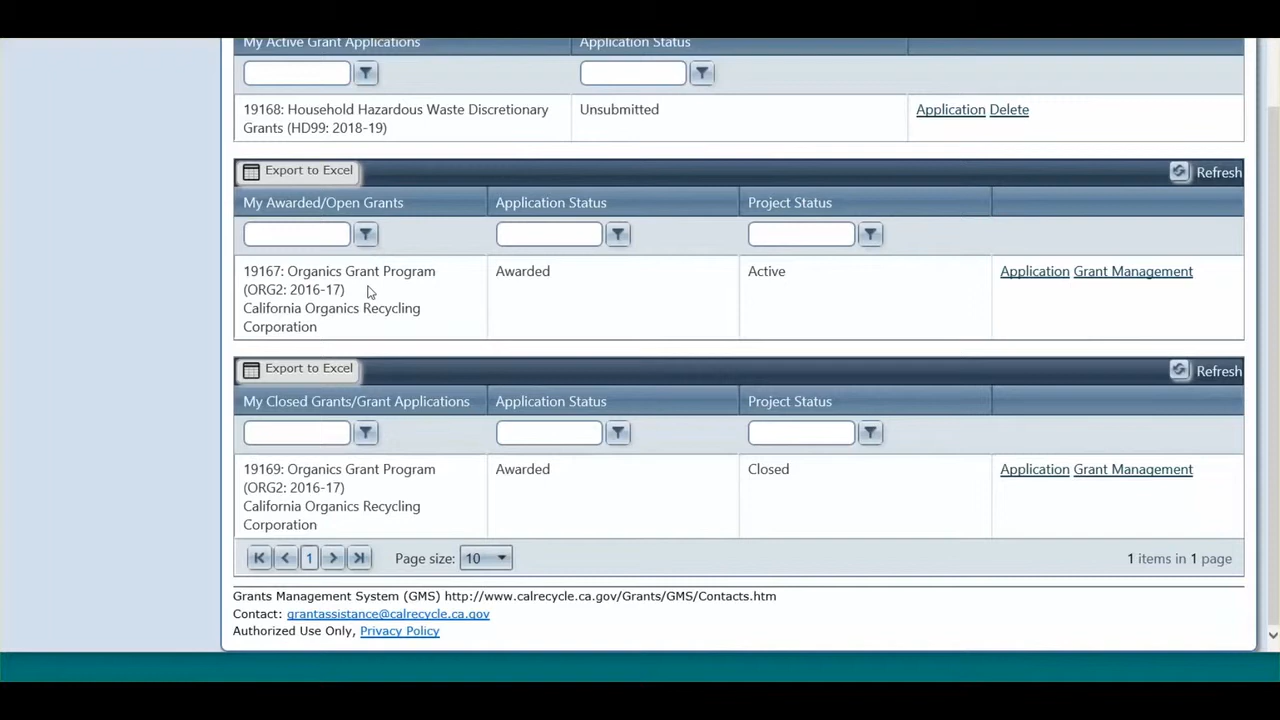 My Active Grant Applications Application Status
19168: Household Hazardous Waste Discretionary Unsubmitted Application Delete
Grants (HD99: 2018-19)
Export to Excel Refresh
My Awarded/Open Grants Application Status Project Status
19167: Organics Grant Program Awarded Active Application Grant Management
(ORG2: 2016-17)
California Organics Recycling
Corporation
Export to Excel Refresh
My Closed Grants/Grant Applications Application Status Project Status
19169: Organics Grant Program Awarded Closed Application Grant Management
(ORG2: 2016-17)
California Organics Recycling
Corporation
1 Page size: 10 1 items in 1 page
Grants Management System (GMS) http://www.calrecycle.ca.gov/Grants/GMS/Contacts.htm
Contact: grantassistance@calrecycle.ca.gov
Authorized Use Only, Privacy Policy